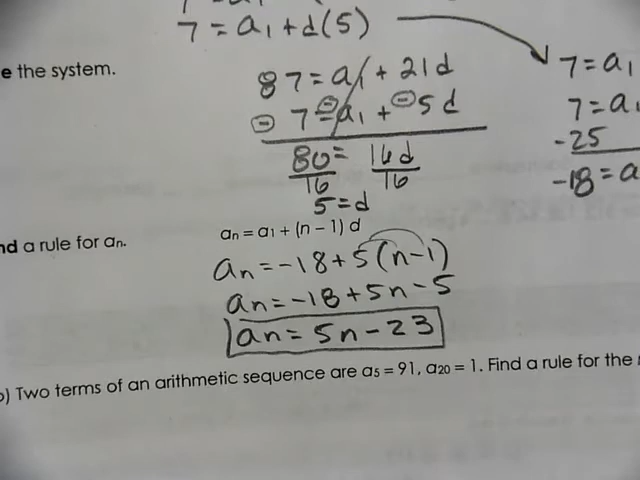 7 = a1 + d(5)
e the system.
87 = a1 + 21d
⊖ 7 ⊖= a1 + ⊖5d
80 = 16d
16 16
5 = d
7 = a1
7 = a1
-25
-18 = a
nd a rule for an.
an = a1 + (n – 1) d
an = -18 + 5(n-1)
an = -18 + 5n - 5
an = 5n - 23
) Two terms of an arithmetic sequence are a5 = 91, a20 = 1. Find a rule for the